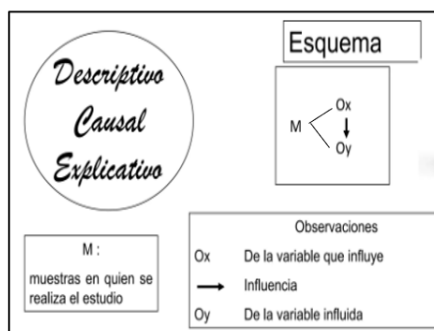 Descriptivo
Causal
Explicativo
Esquema
M
Ox
Oy
M :
muestras en quien se
realiza el estudio
Observaciones
Ox De la variable que influye
Influencia
Oy De la variable influida